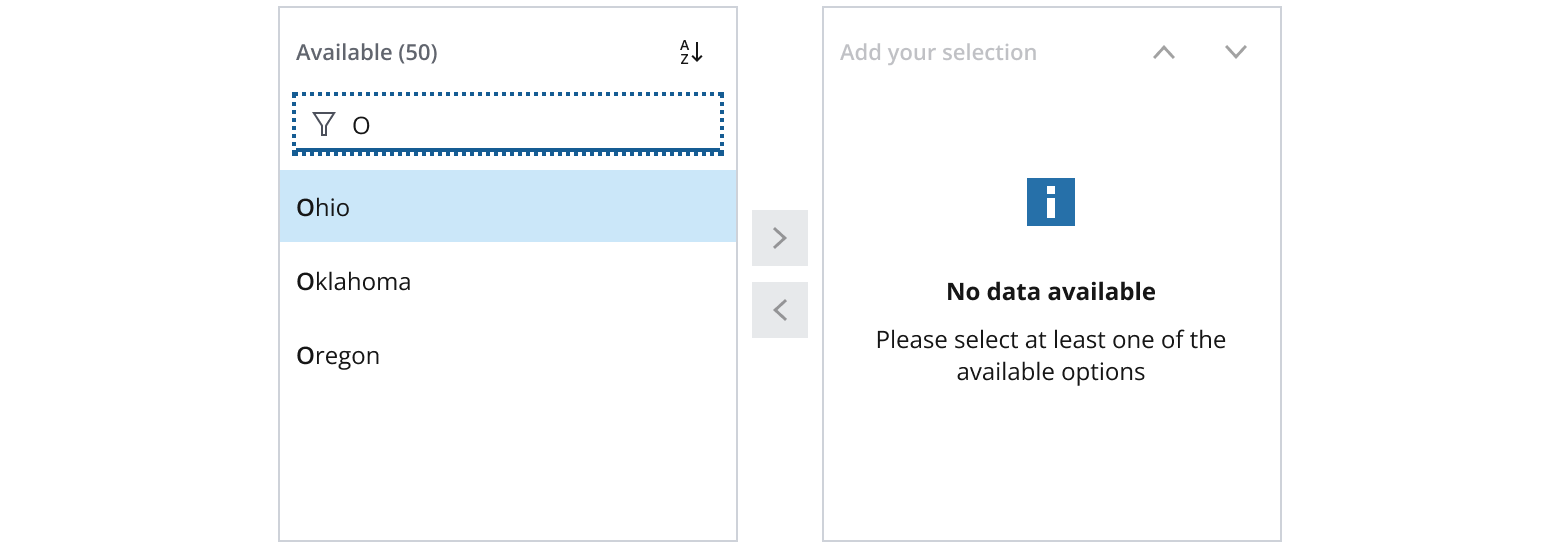 Available (50)
A
Z
O
Ohio
Oklahoma
Oregon
Add your selection
No data available
Please select at least one of the
available options